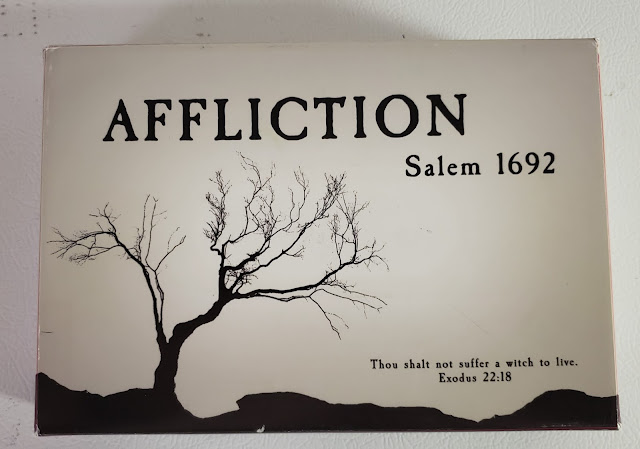 AFFLICTION
Salem 1692
Thou shalt not suffer a witch to live.
Exodus 22:18